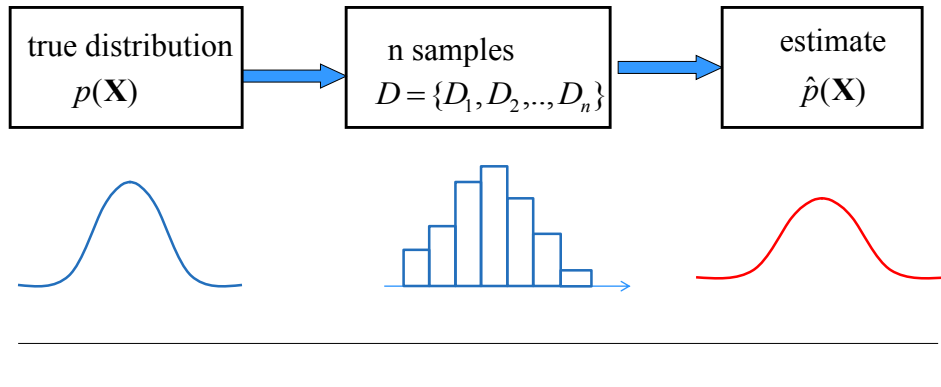 true distribution
p(X)
n samples
D = {D₁, D₂,..., Dₙ}
estimate
p̂(X)